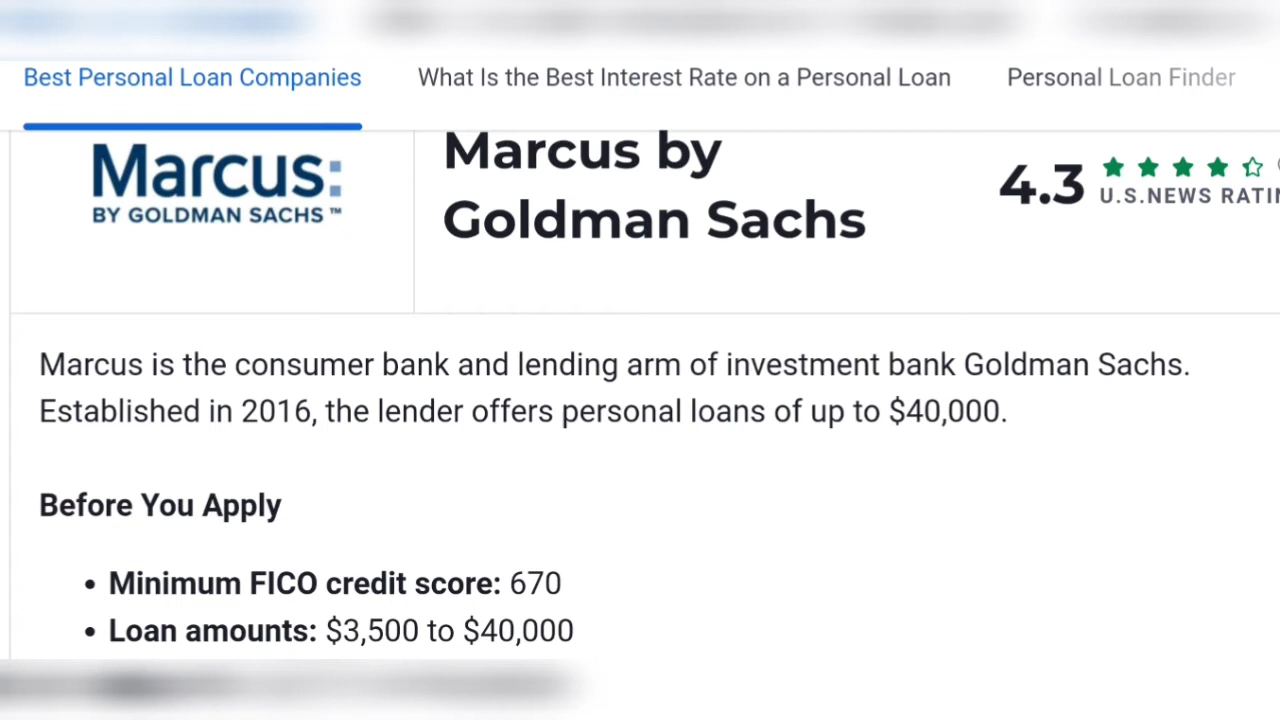 Best Personal Loan Companies What Is the Best Interest Rate on a Personal Loan Personal Loan Finder
Marcus:
BY GOLDMAN SACHS™
Marcus by
Goldman Sachs
4.3
U.S.NEWS
Marcus is the consumer bank and lending arm of investment bank Goldman Sachs.
Established in 2016, the lender offers personal loans of up to $40,000.
Before You Apply
• Minimum FICO credit score: 670
• Loan amounts: $3,500 to $40,000